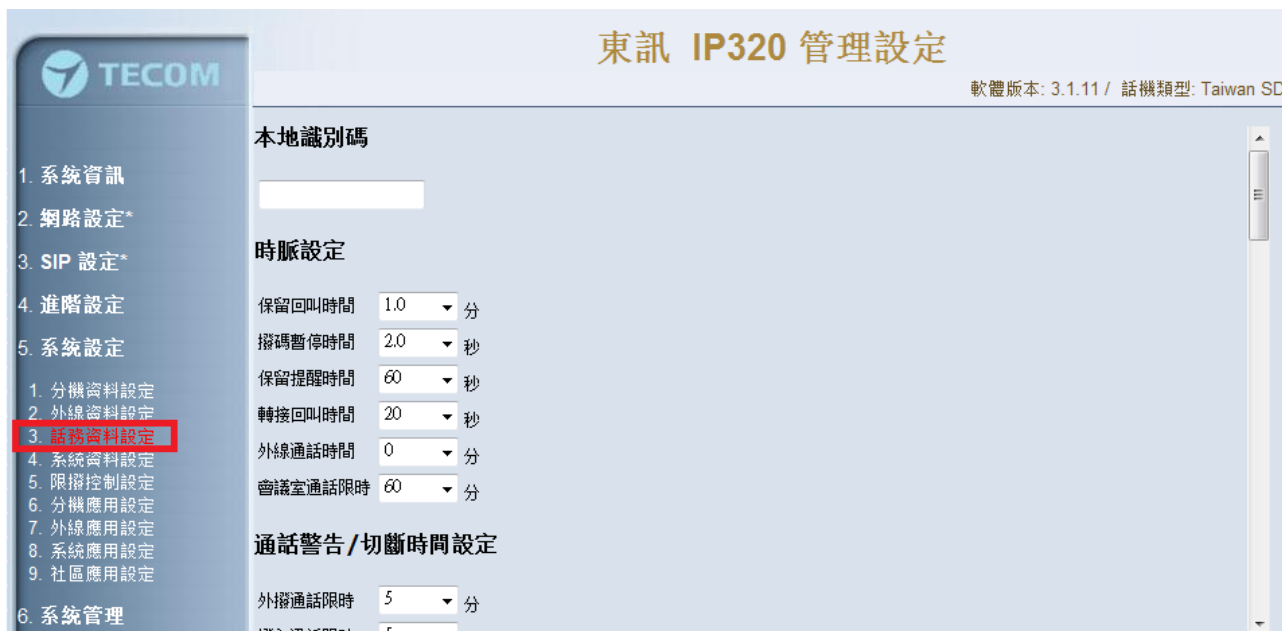 TECOM
東訊 IP320 管理設定
軟體版本: 3.1.11 / 話機類型: Taiwan SD
1. 系統資訊
2. 網路設定*
3. SIP 設定*
4. 進階設定
5. 系統設定
1. 分機資料設定
2. 外線資料設定
3. 話務資料設定
4. 系統資料設定
5. 限撥控制設定
6. 分機應用設定
7. 外線應用設定
8. 系統應用設定
9. 社區應用設定
6. 系統管理
本地識別碼
時脈設定
保留回叫時間 1.0 分
撥碼暫停時間 2.0 秒
保留提醒時間 60 秒
轉接回叫時間 20 秒
外線通話時間 0 分
會議室通話限時 60 分
通話警告/切斷時間設定
外撥通話限時 5 分